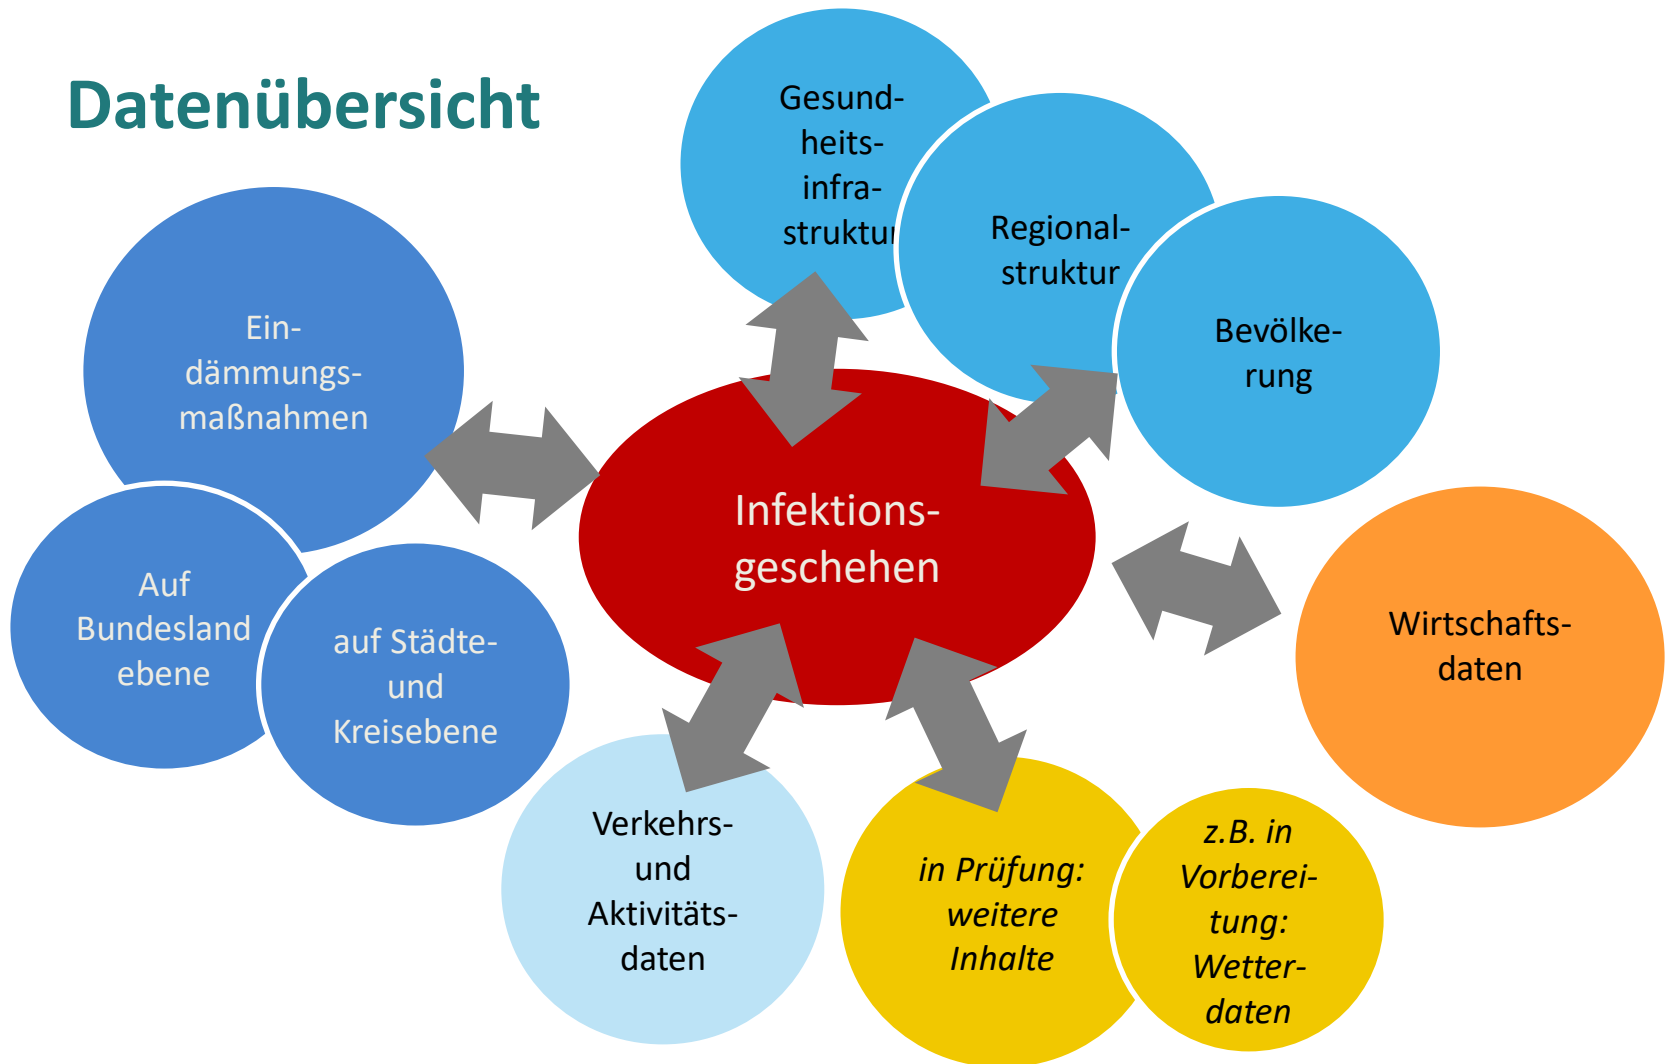 Datenübersicht
Gesund-
heits-
infra-
struktur
Regional-
struktur
Bevölke-
rung
Ein-
dämmungs-
maßnahmen
Auf
Bundesland
ebene
auf Städte-
und
Kreisebene
Infektions-
geschehen
Wirtschafts-
daten
Verkehrs-
und
Aktivitäts-
daten
in Prüfung:
weitere
Inhalte
z.B. in
Vorberei-
tung:
Wetter-
daten